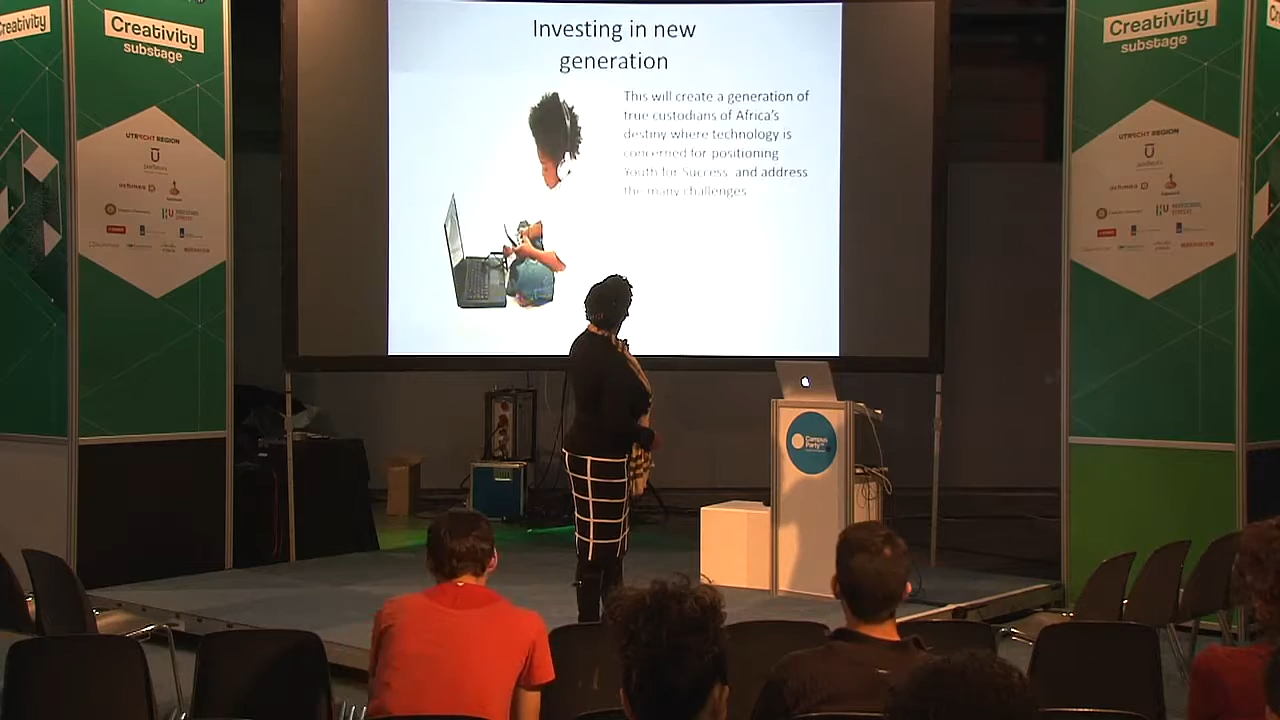 Creativity
Creativity
substage
UTRECHT REGION
Investing in new
generation
This will create a generation of
true custodians of Africa's
destiny where technology is
concerned for positioning
Youth for Success and address
the many challenges
Creativity
substage
UTRECHT REGION
Campus
Party